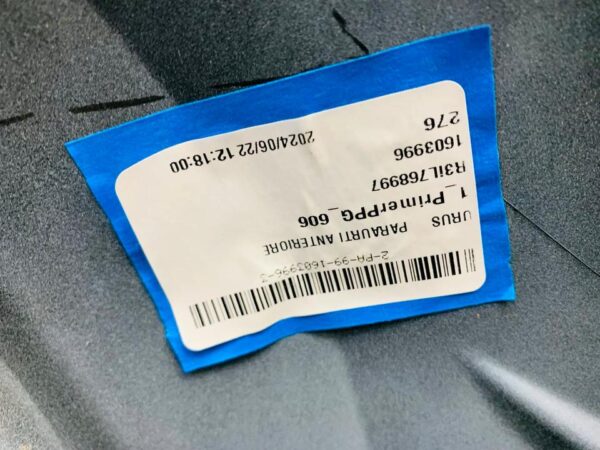 2-PA-99-1603996-3
URUS PARAURTI ANTERIORE
1_PrimerPPG_606
R3IL768997
1603996
276
2024/06/22 12:18:00